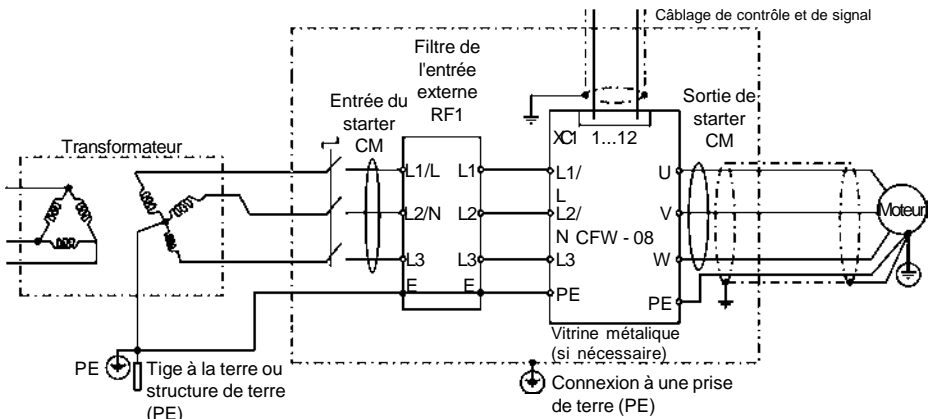 Câblage de contrôle et de signal
Filtre de
l'entrée
externe
RF1
Entrée du
starter
CM
Sortie de
starter
CM
Transformateur
XC1 1...12
L1/L L1 L1/
L
U
L2/N L2 L2/
N CFW - 08
V
Moteur
L3 L3 L3
W
E E PE
PE
Vitrine métalique
(si nécessaire)
PE
Tige à la terre ou
structure de terre
(PE)
Connexion à une prise
de terre (PE)